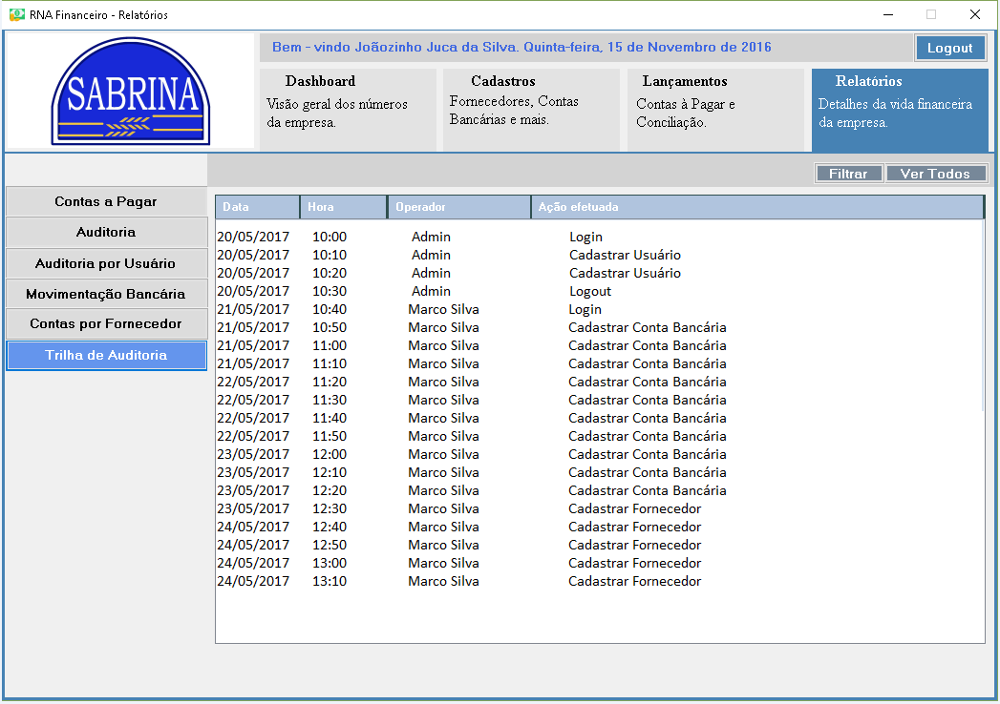 RNA Financeiro - Relatórios
SABRINA
Bem - vindo Joãozinho Juca da Silva. Quinta-feira, 15 de Novembro de 2016
Logout
Dashboard
Visão geral dos números
da empresa.
Cadastros
Fornecedores, Contas
Bancárias e mais.
Lançamentos
Contas à Pagar e
Conciliação.
Relatórios
Detalhes da vida financeira
da empresa.
Filtrar
Ver Todos
Contas a Pagar
Auditoria
Auditoria por Usuário
Movimentação Bancária
Contas por Fornecedor
Trilha de Auditoria
Data Hora Operador Ação efetuada
20/05/2017 10:00 Admin Login
20/05/2017 10:10 Admin Cadastrar Usuário
20/05/2017 10:20 Admin Cadastrar Usuário
20/05/2017 10:30 Admin Logout
21/05/2017 10:40 Marco Silva Login
21/05/2017 10:50 Marco Silva Cadastrar Conta Bancária
21/05/2017 11:00 Marco Silva Cadastrar Conta Bancária
21/05/2017 11:10 Marco Silva Cadastrar Conta Bancária
22/05/2017 11:20 Marco Silva Cadastrar Conta Bancária
22/05/2017 11:30 Marco Silva Cadastrar Conta Bancária
22/05/2017 11:40 Marco Silva Cadastrar Conta Bancária
22/05/2017 11:50 Marco Silva Cadastrar Conta Bancária
23/05/2017 12:00 Marco Silva Cadastrar Conta Bancária
23/05/2017 12:10 Marco Silva Cadastrar Conta Bancária
23/05/2017 12:20 Marco Silva Cadastrar Conta Bancária
23/05/2017 12:30 Marco Silva Cadastrar Fornecedor
24/05/2017 12:40 Marco Silva Cadastrar Fornecedor
24/05/2017 12:50 Marco Silva Cadastrar Fornecedor
24/05/2017 13:00 Marco Silva Cadastrar Fornecedor
24/05/2017 13:10 Marco Silva Cadastrar Fornecedor